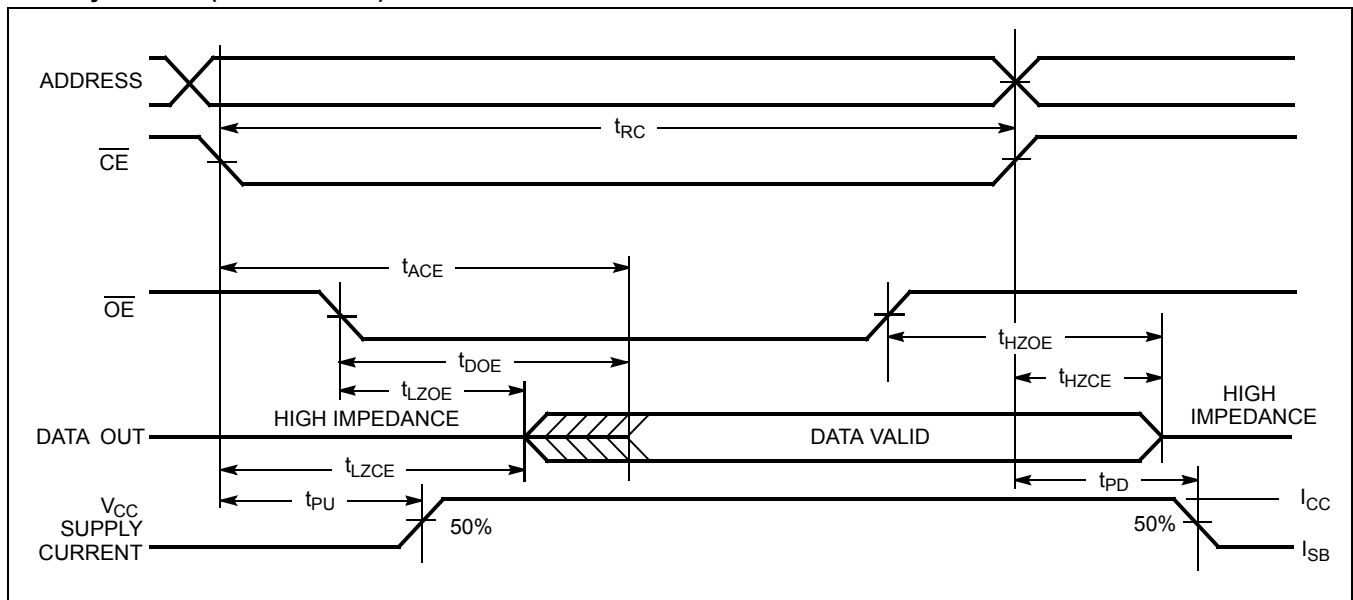 ADDRESS
tRC
CE
tACE
OE
tHZOE
tDOE
tHZCE
tLZOE
HIGH IMPEDANCE
HIGH
IMPEDANCE
DATA OUT
DATA VALID
tLZCE
tPD
tPU
VCC
SUPPLY
CURRENT
50%
50%
ICC
ISB